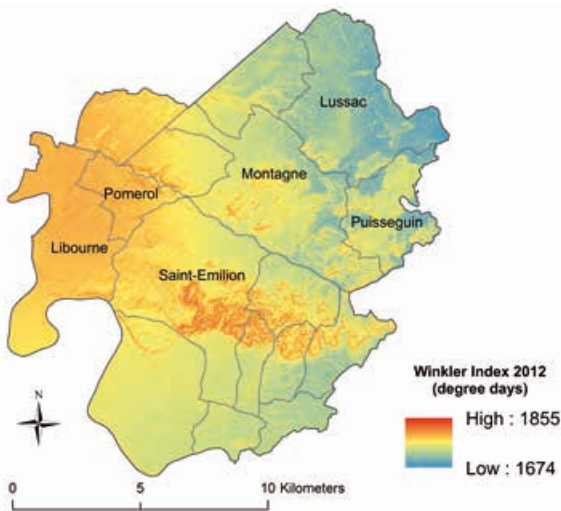 Lussac
Montagne
Pomerol
Puisseguin
Libourne
Saint-Emilion
Winkler Index 2012
(degree days)
High : 1855
Low : 1674
N
0 5 10 Kilometers